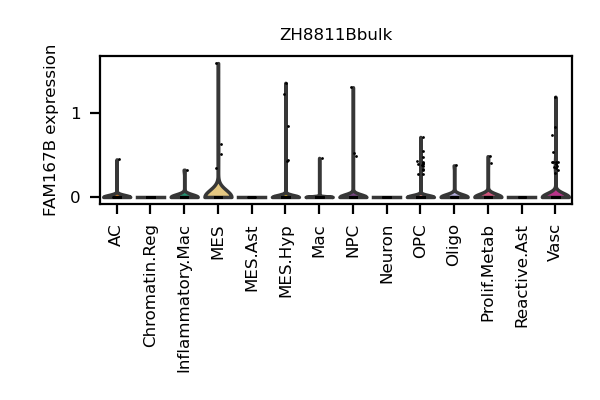 ZH8811Bbulk
FAM167B expression
1
0
AC
Chromatin.Reg
Inflammatory.Mac
MES
MES.Ast
MES.Hyp
Mac
NPC
Neuron
OPC
Oligo
Prolif.Metab
Reactive.Ast
Vasc